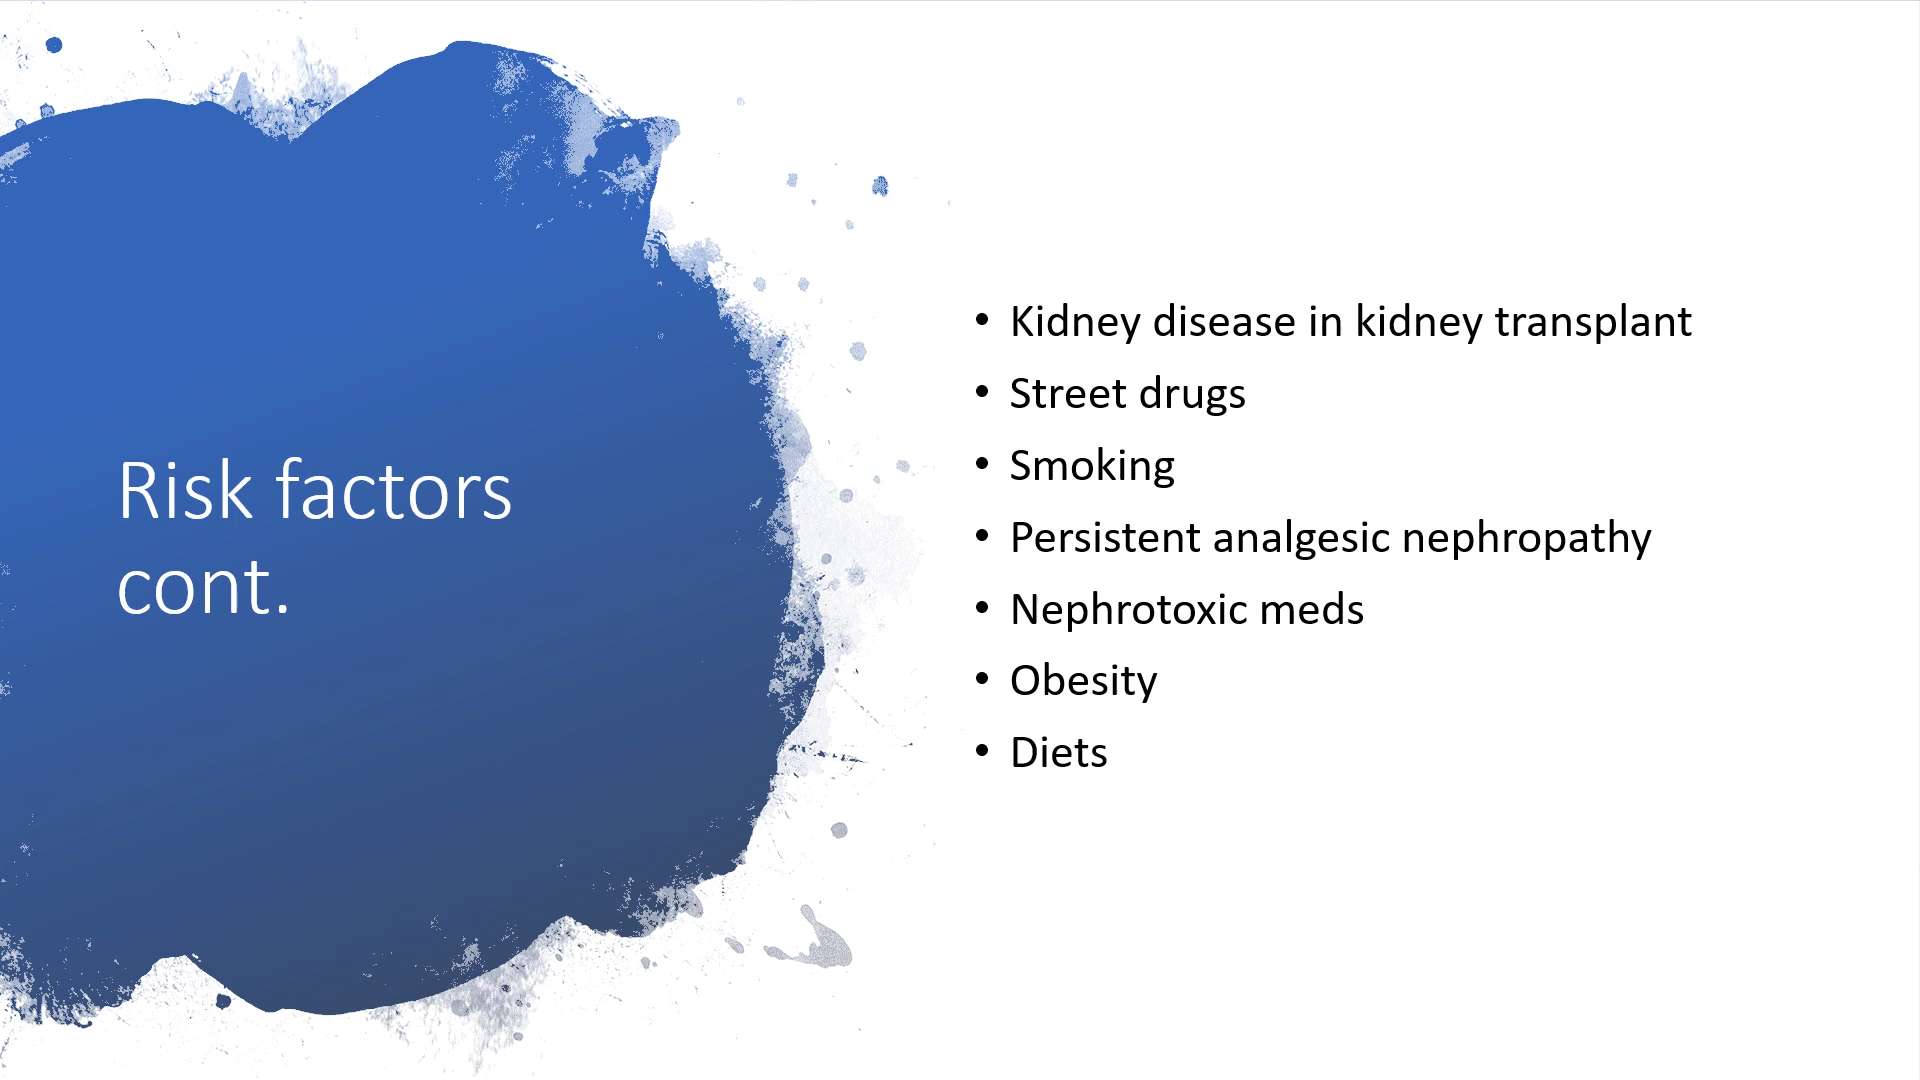 Risk factors
cont.
• Kidney disease in kidney transplant
• Street drugs
• Smoking
• Persistent analgesic nephropathy
• Nephrotoxic meds
• Obesity
• Diets